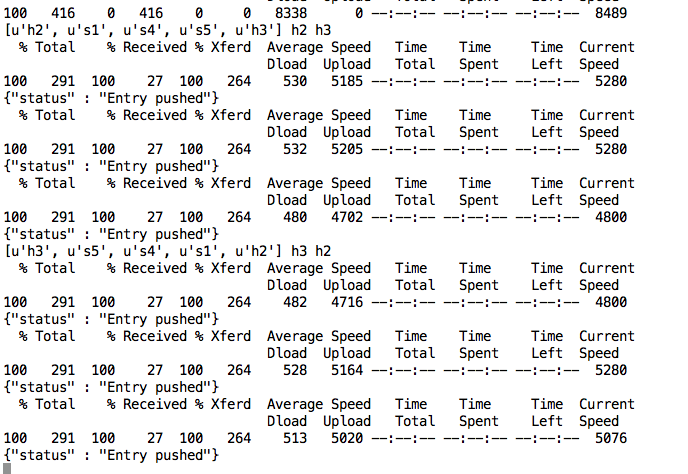 100   416    0   416    0     0   8338      0 --:--:-- --:--:-- --:--:--  8489
[u'h2', u's1', u's4', u's5', u'h3'] h2 h3
  % Total    % Received % Xferd  Average Speed   Time    Time     Time  Current
                                 Dload  Upload   Total   Spent    Left  Speed
100   291  100    27  100   264    530   5185 --:--:-- --:--:-- --:--:--  5280
{"status" : "Entry pushed"}
  % Total    % Received % Xferd  Average Speed   Time    Time     Time  Current
                                 Dload  Upload   Total   Spent    Left  Speed
100   291  100    27  100   264    532   5205 --:--:-- --:--:-- --:--:--  5280
{"status" : "Entry pushed"}
  % Total    % Received % Xferd  Average Speed   Time    Time     Time  Current
                                 Dload  Upload   Total   Spent    Left  Speed
100   291  100    27  100   264    480   4702 --:--:-- --:--:-- --:--:--  4800
{"status" : "Entry pushed"}
[u'h3', u's5', u's4', u's1', u'h2'] h3 h2
  % Total    % Received % Xferd  Average Speed   Time    Time     Time  Current
                                 Dload  Upload   Total   Spent    Left  Speed
100   291  100    27  100   264    482   4716 --:--:-- --:--:-- --:--:--  4800
{"status" : "Entry pushed"}
  % Total    % Received % Xferd  Average Speed   Time    Time     Time  Current
                                 Dload  Upload   Total   Spent    Left  Speed
100   291  100    27  100   264    528   5164 --:--:-- --:--:-- --:--:--  5280
{"status" : "Entry pushed"}
  % Total    % Received % Xferd  Average Speed   Time    Time     Time  Current
                                 Dload  Upload   Total   Spent    Left  Speed
100   291  100    27  100   264    513   5020 --:--:-- --:--:-- --:--:--  5076
{"status" : "Entry pushed"}